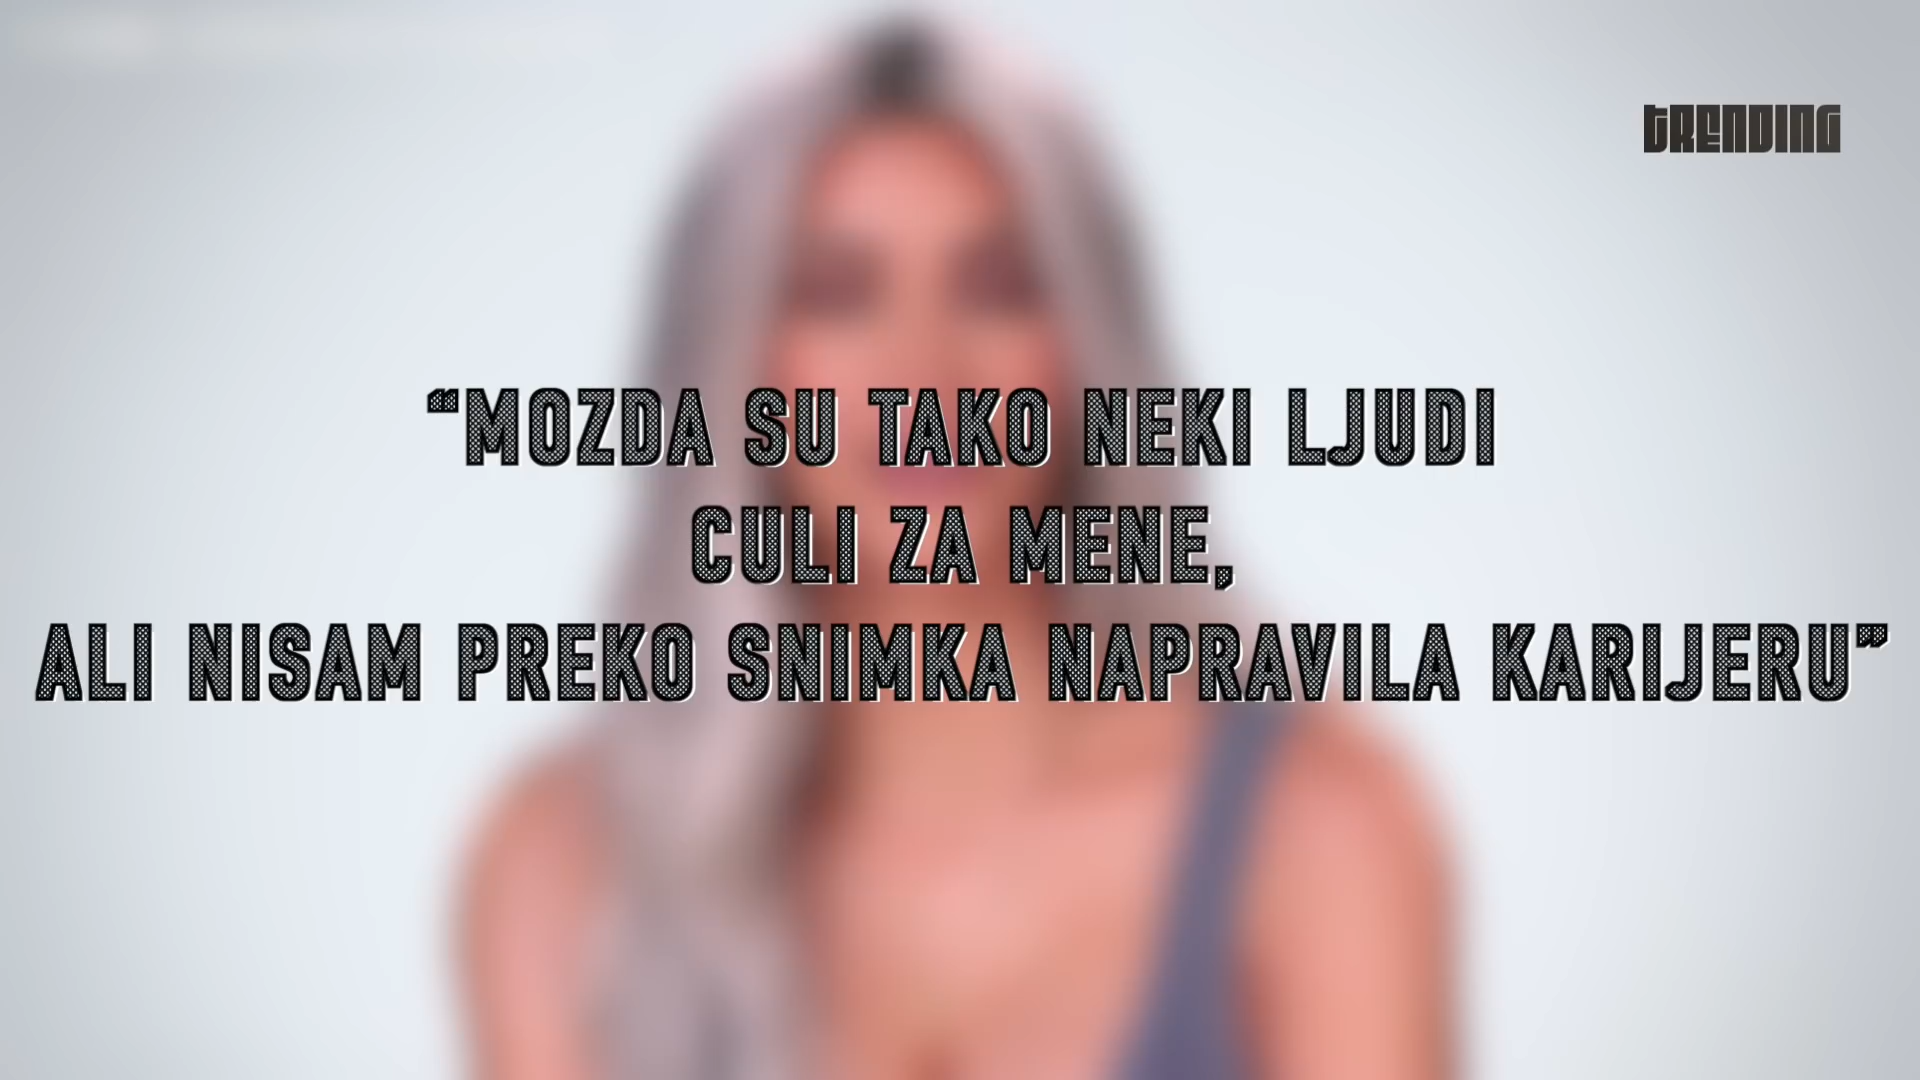 tRENDING
“MOZDA SU TAKO NEKI LJUDI
CULI ZA MENE,
ALI NISAM PREKO SNIMKA NAPRAVILA KARIJERU”